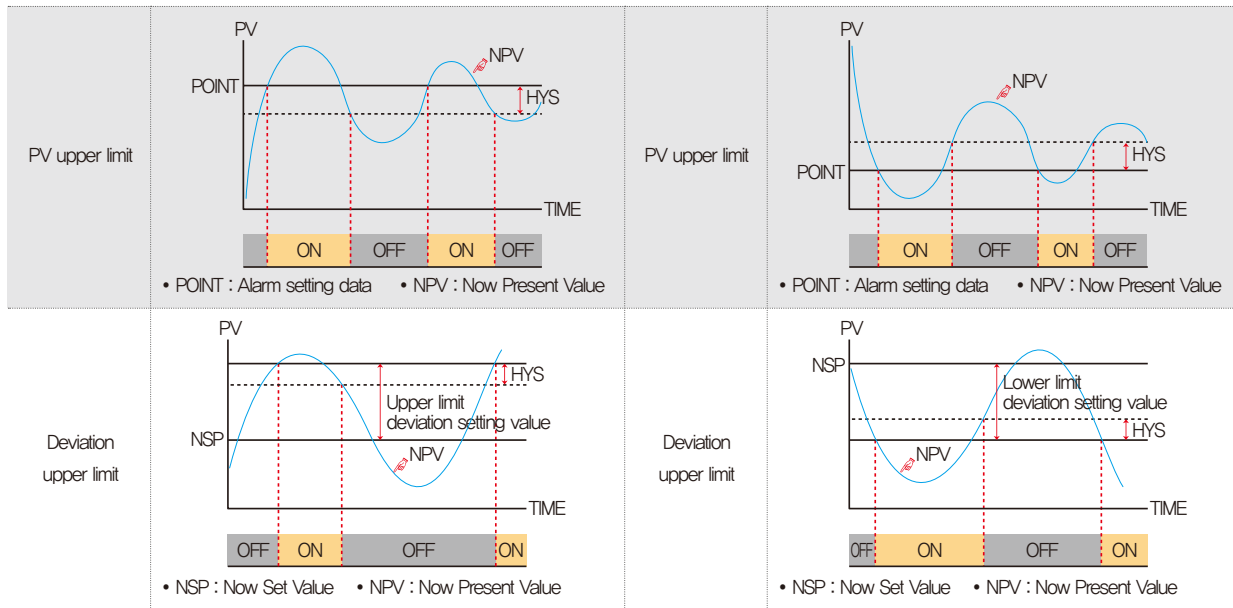 PV upper limit
PV
POINT
NPV
HYS
TIME
ON OFF ON OFF
• POINT : Alarm setting data • NPV : Now Present Value
PV upper limit
PV
NPV
HYS
POINT
TIME
ON OFF ON OFF
• POINT : Alarm setting data • NPV : Now Present Value
Deviation
upper limit
PV
HYS
Upper limit
deviation setting value
NSP
NPV
TIME
OFF ON OFF ON
• NSP : Now Set Value • NPV : Now Present Value
Deviation
upper limit
PV
NSP
Lower limit
deviation setting value
HYS
NPV
TIME
OFF ON OFF ON
• NSP : Now Set Value • NPV : Now Present Value